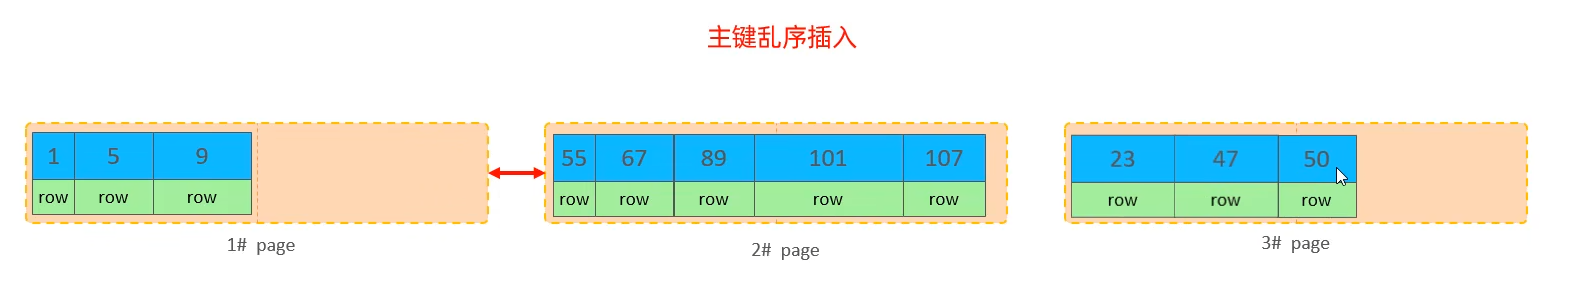 主键乱序插入
1 5 9
row row row
1# page
55 67 89 101 107
row row row row row
2# page
23 47 50
row row row
3# page